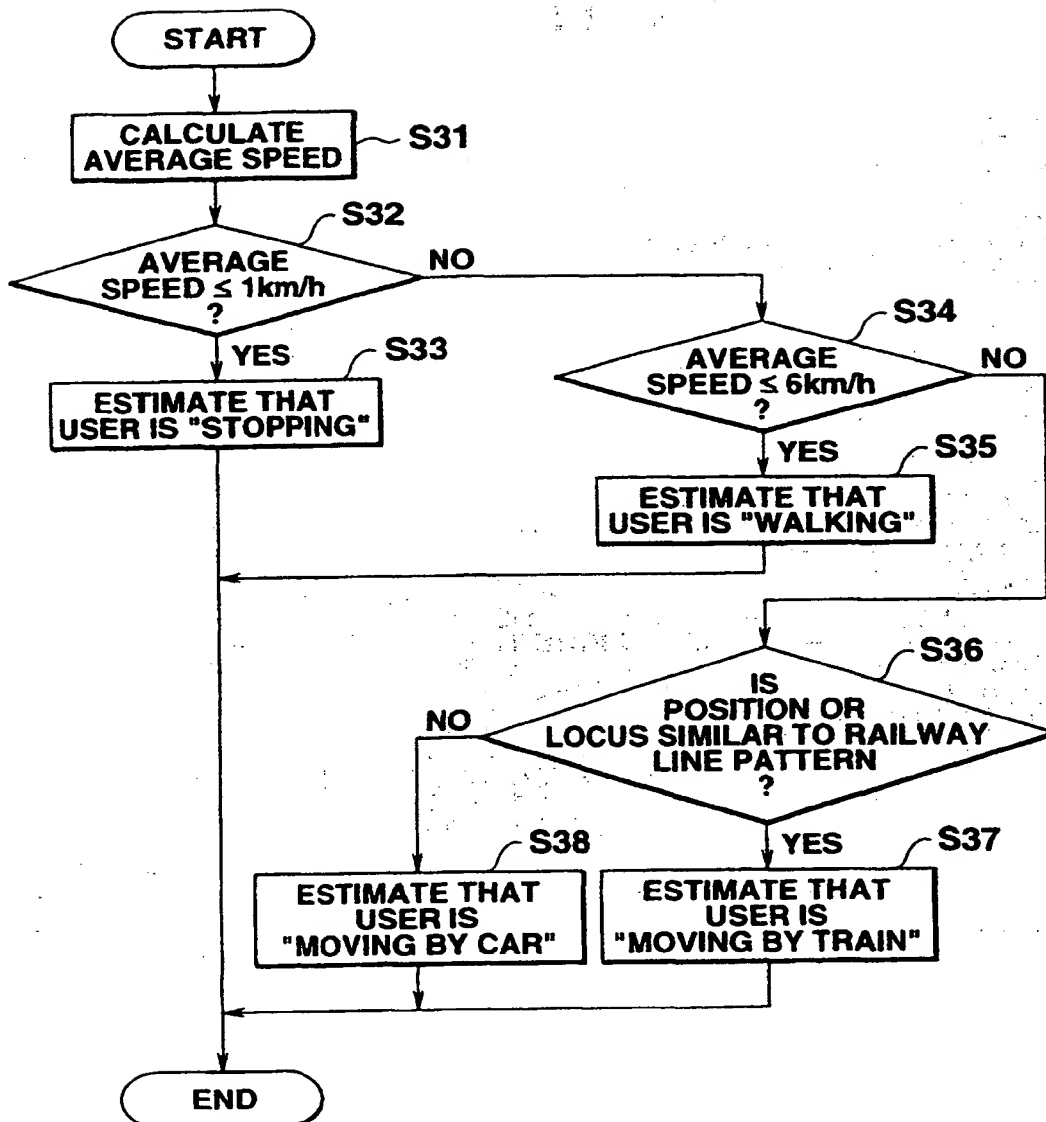 START
CALCULATE
AVERAGE SPEED
S31
S32
AVERAGE
SPEED ≤ 1km/h
?
NO
YES
S33
ESTIMATE THAT
USER IS "STOPPING"
S34
AVERAGE
SPEED ≤ 6km/h
?
NO
YES
S35
ESTIMATE THAT
USER IS "WALKING"
S36
IS
POSITION OR
LOCUS SIMILAR TO RAILWAY
LINE PATTERN
?
NO
YES
S38
ESTIMATE THAT
USER IS
"MOVING BY CAR"
S37
ESTIMATE THAT
USER IS
"MOVING BY TRAIN"
END